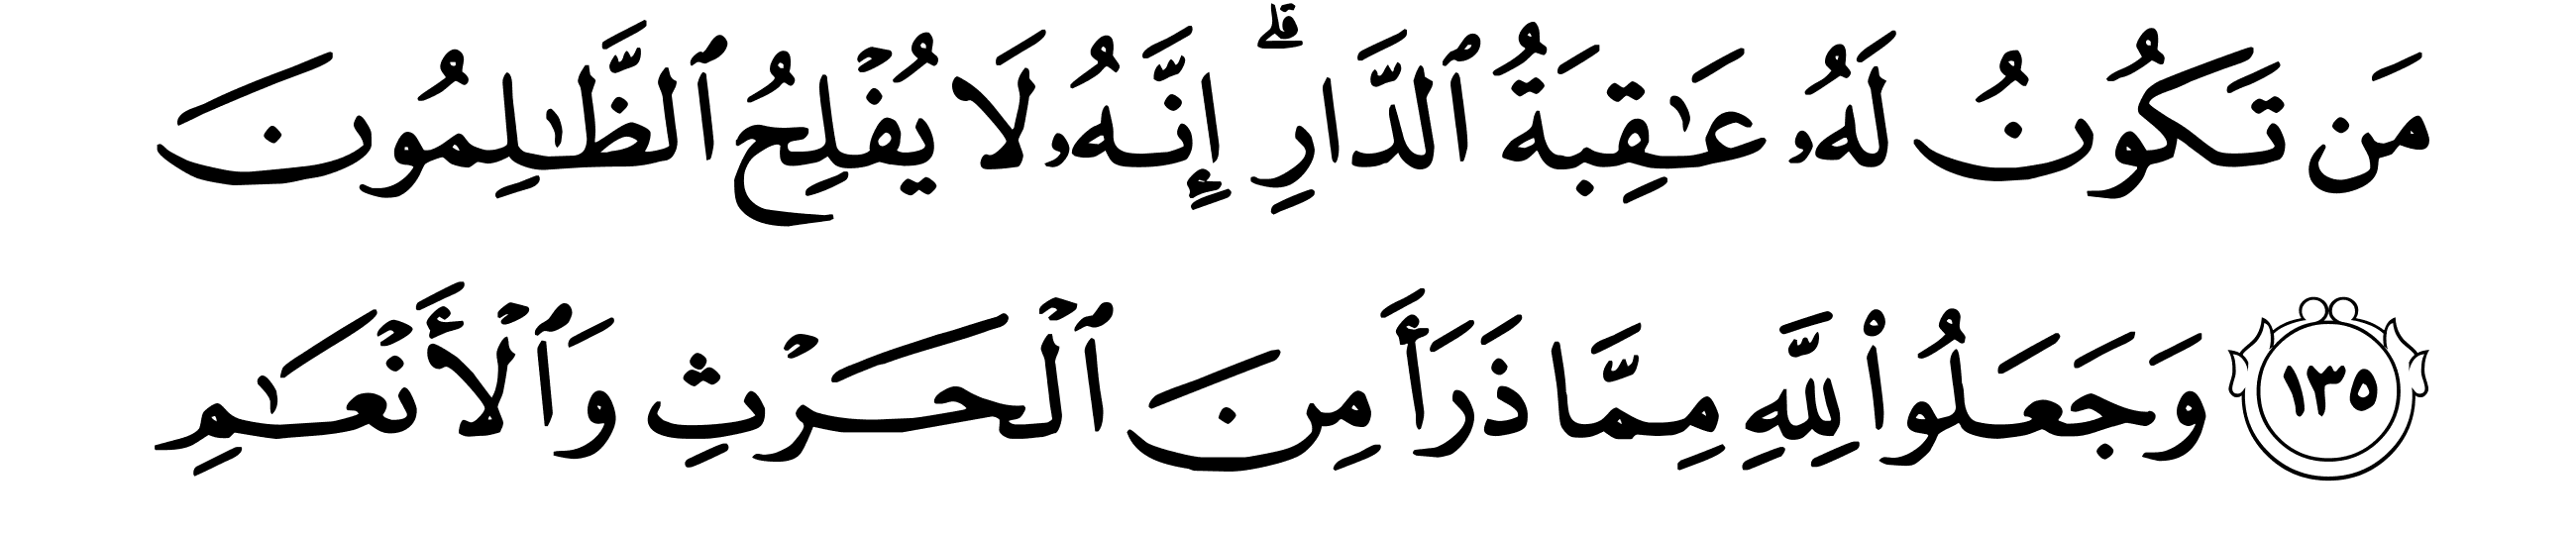 مَن تَكُونُ لَهُۥ عَـٰقِبَةُ ٱلدَّارِ ۗ إِنَّهُۥ لَا يُفْلِحُ ٱلظَّـٰلِمُونَ
١٣٥ وَجَعَلُوا۟ لِلَّهِ مِمَّا ذَرَأَ مِنَ ٱلْحَرْثِ وَٱلْأَنْعَـٰمِ